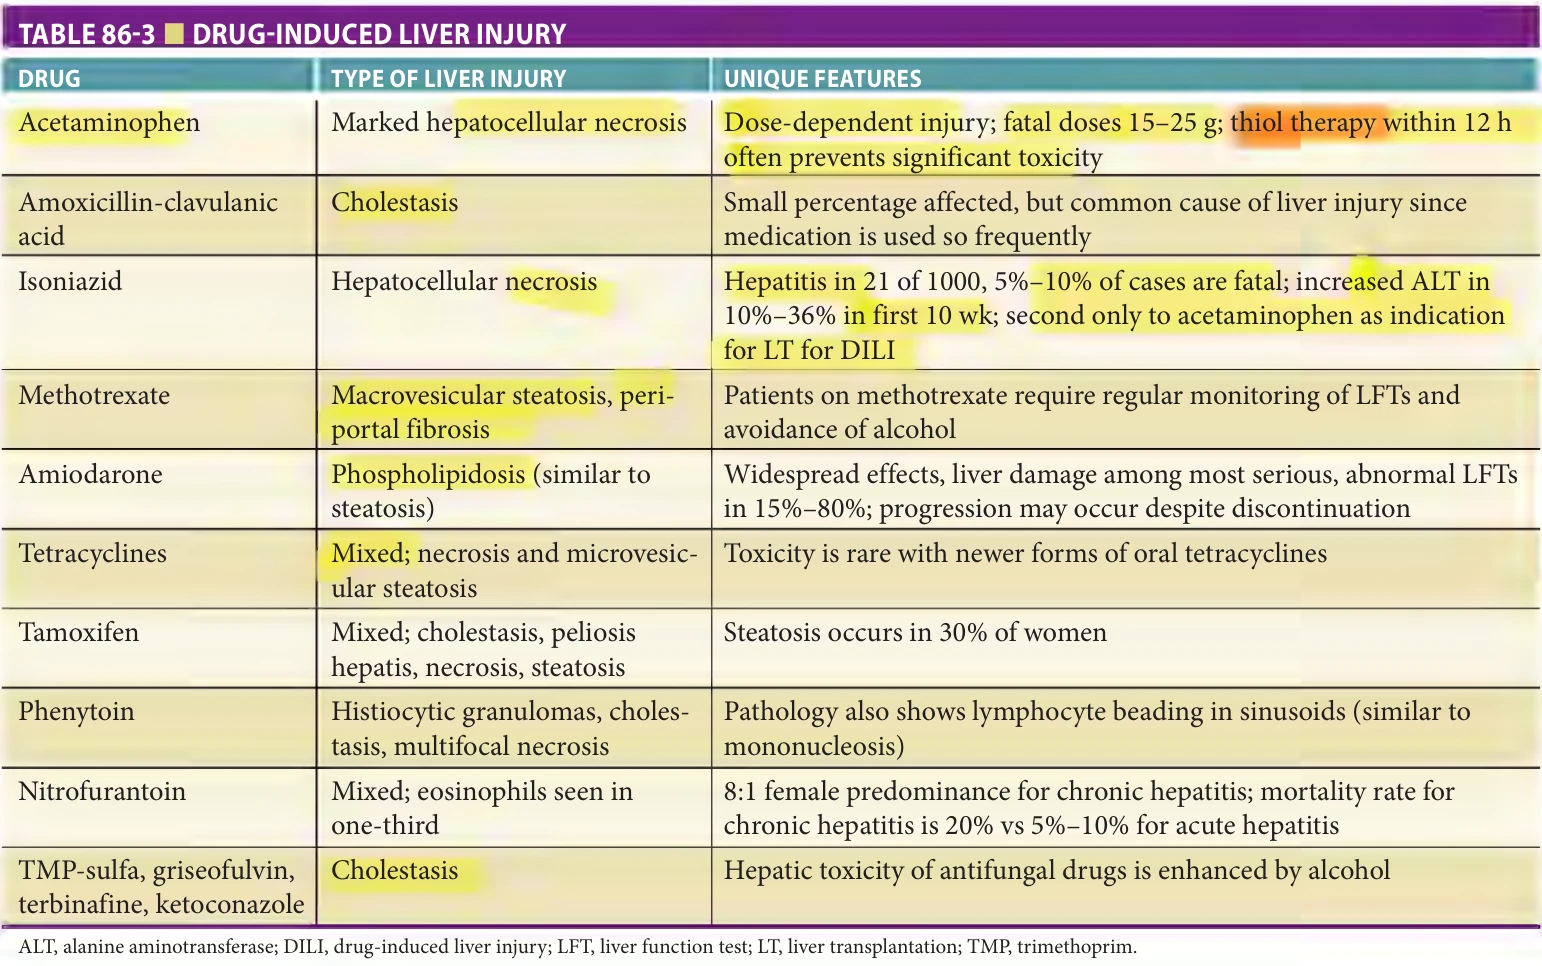 TABLE 86-3 ■ DRUG-INDUCED LIVER INJURY
DRUG TYPE OF LIVER INJURY UNIQUE FEATURES
Acetaminophen Marked hepatocellular necrosis Dose-dependent injury; fatal doses 15–25 g; thiol therapy within 12 h
often prevents significant toxicity
Amoxicillin-clavulanic Cholestasis Small percentage affected, but common cause of liver injury since
acid medication is used so frequently
Isoniazid Hepatocellular necrosis Hepatitis in 21 of 1000, 5%–10% of cases are fatal; increased ALT in
10%–36% in first 10 wk; second only to acetaminophen as indication
for LT for DILI
Methotrexate Macrovesicular steatosis, peri- Patients on methotrexate require regular monitoring of LFTs and
portal fibrosis avoidance of alcohol
Amiodarone Phospholipidosis (similar to Widespread effects, liver damage among most serious, abnormal LFTs
steatosis) in 15%–80%; progression may occur despite discontinuation
Tetracyclines Mixed; necrosis and microvesic- Toxicity is rare with newer forms of oral tetracyclines
ular steatosis
Tamoxifen Mixed; cholestasis, peliosis Steatosis occurs in 30% of women
hepatis, necrosis, steatosis
Phenytoin Histiocytic granulomas, choles- Pathology also shows lymphocyte beading in sinusoids (similar to
tasis, multifocal necrosis mononucleosis)
Nitrofurantoin Mixed; eosinophils seen in 8:1 female predominance for chronic hepatitis; mortality rate for
one-third chronic hepatitis is 20% vs 5%–10% for acute hepatitis
TMP-sulfa, griseofulvin, Cholestasis Hepatic toxicity of antifungal drugs is enhanced by alcohol
terbinafine, ketoconazole
ALT, alanine aminotransferase; DILI, drug-induced liver injury; LFT, liver function test; LT, liver transplantation; TMP, trimethoprim.